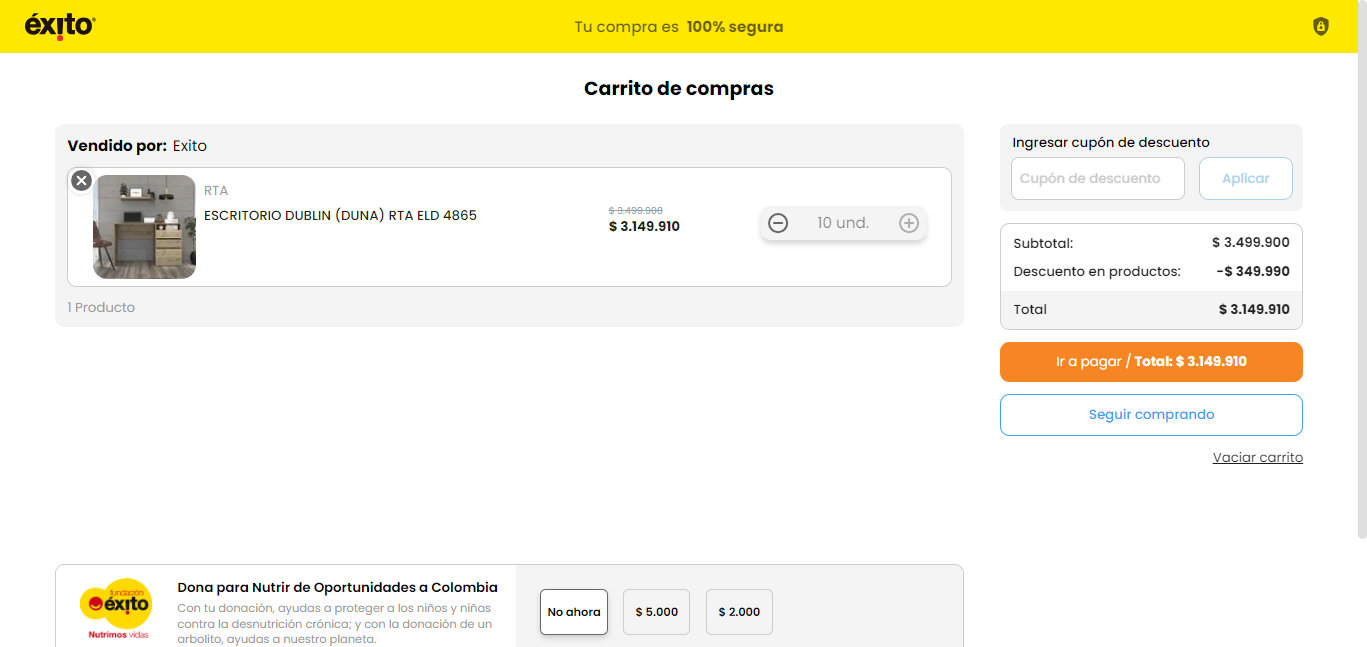 éxito
Tu compra es 100% segura
Carrito de compras
Vendido por: Exito
RTA
ESCRITORIO DUBLIN (DUNA) RTA ELD 4865
$ 3.499.900
$ 3.149.910
10 und.
1 Producto
Ingresar cupón de descuento
Cupón de descuento
Aplicar
Subtotal: $ 3.499.900
Descuento en productos: -$ 349.990
Total $ 3.149.910
Ir a pagar / Total: $ 3.149.910
Seguir comprando
Vaciar carrito
fundación
éxito
Nutrimos vidas
Dona para Nutrir de Oportunidades a Colombia
Con tu donación, ayudas a proteger a los niños y niñas
contra la desnutrición crónica; y con la donación de un
arbolito, ayudas a nuestro planeta.
No ahora
$ 5.000
$ 2.000